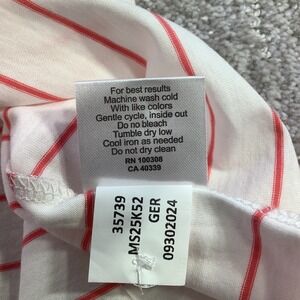 For best results
Machine wash cold
With like colors
Gentle cycle, inside out
Do no bleach
Tumble dry low
Cool iron as needed
Do not dry clean
RN 100308
CA 40339
35739
MS25K52
GER
09302024